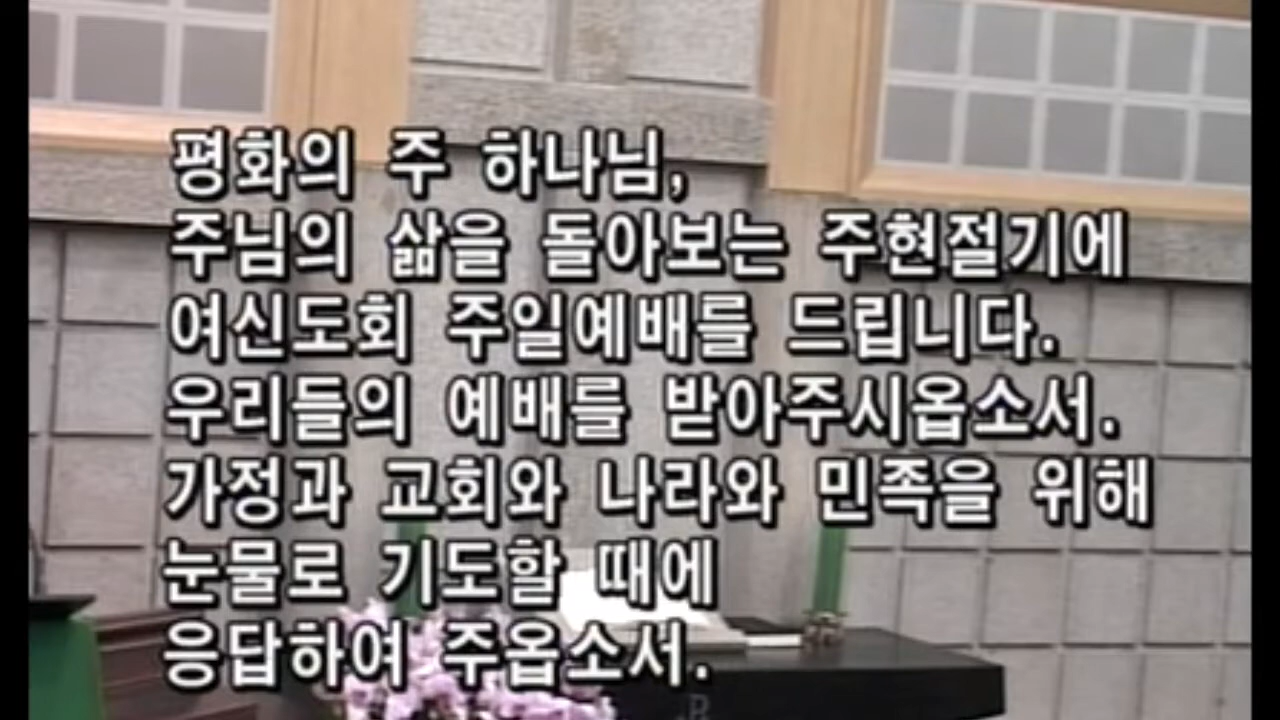 평화의 주 하나님,
주님의 삶을 돌아보는 주현절기에
여신도회 주일예배를 드립니다.
우리들의 예배를 받아주시옵소서.
가정과 교회와 나라와 민족을 위해
눈물로 기도할 때에
응답하여 주옵소서.